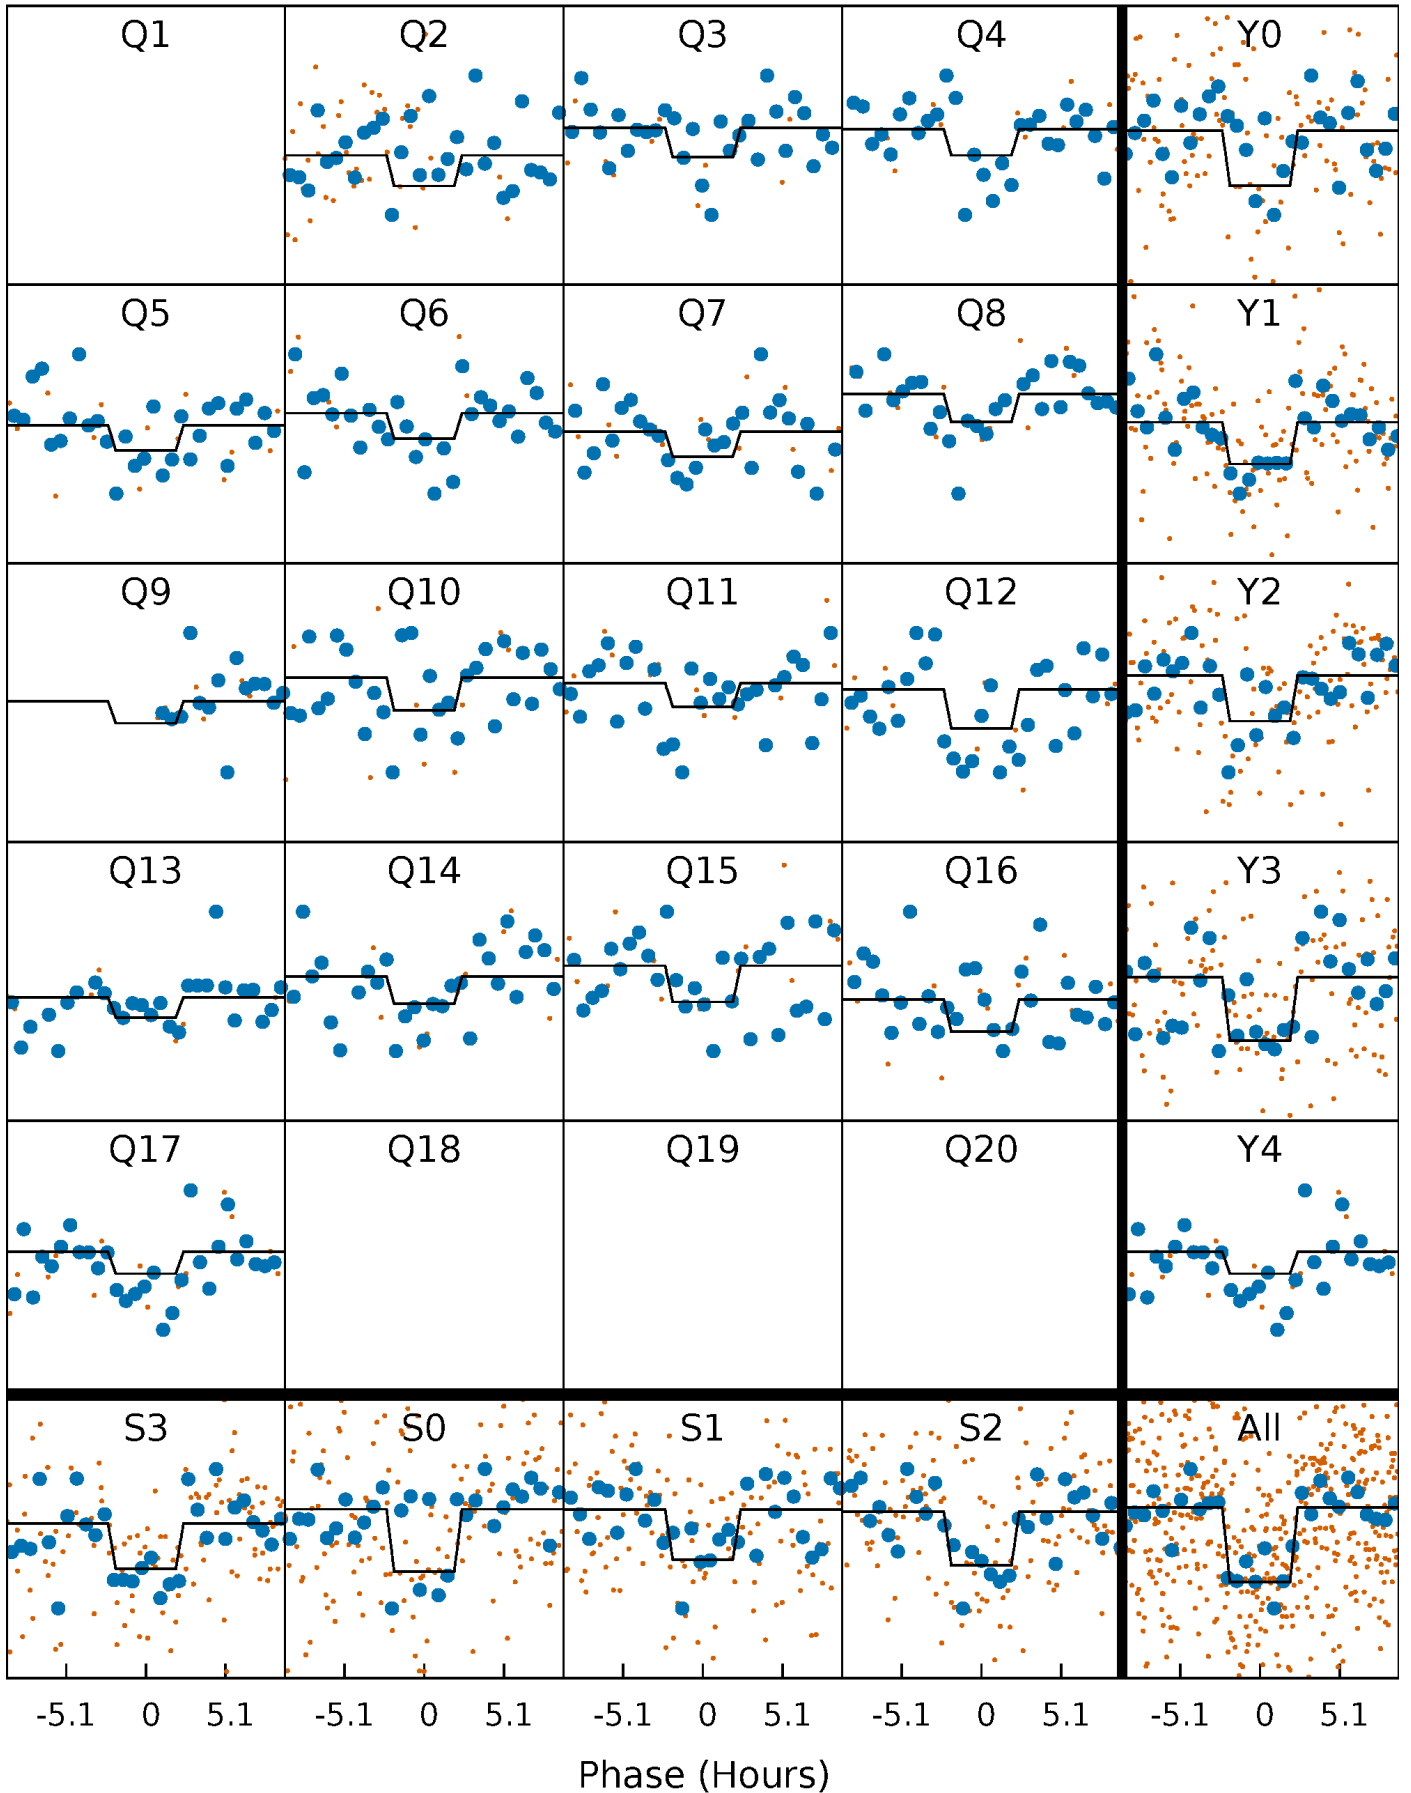 Q1 Q2 Q3 Q4 Y0
Q5 Q6 Q7 Q8 Y1
Q9 Q10 Q11 Q12 Y2
Q13 Q14 Q15 Q16 Y3
Q17 Q18 Q19 Q20 Y4
S3 S0 S1 S2 All
-5.1 0 5.1 -5.1 0 5.1 -5.1 0 5.1 -5.1 0 5.1 -5.1 0 5.1
Phase (Hours)